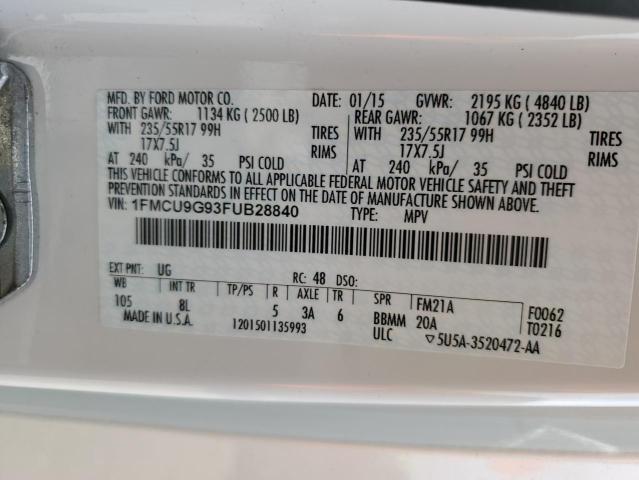 MFD. BY FORD MOTOR CO. DATE: 01/15 GVWR: 2195 KG ( 4840 LB)
FRONT GAWR: 1134 KG ( 2500 LB) REAR GAWR: 1067 KG ( 2352 LB)
WITH 235/55R17 99H TIRES WITH 235/55R17 99H TIRES
17X7.5J RIMS 17X7.5J RIMS
AT 240 kPa/ 35 PSI COLD AT 240 kPa/ 35 PSI COLD
THIS VEHICLE CONFORMS TO ALL APPLICABLE FEDERAL MOTOR VEHICLE SAFETY AND THEFT
PREVENTION STANDARDS IN EFFECT ON THE DATE OF MANUFACTURE SHOWN ABOVE.
VIN: 1FMCU9G93FUB28840 TYPE: MPV
EXT PNT: UG RC: 48 DSO:
WB INT TR TP/PS R AXLE TR SPR FM21A F0062
105 8L 5 3A 6 BBMM 20A T0216
MADE IN U.S.A. 1201501135993 ULC ▽5U5A-3520472-AA